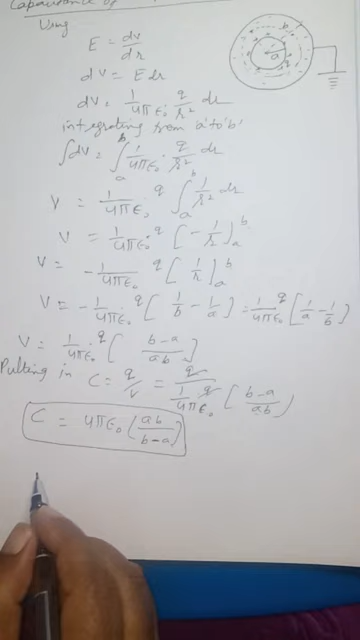 Capacitance of
Using
E = dv/dr
dV = E dr
dV = 1/4πε₀ q/r² dr
integrating from 'a' to 'b'
∫dV = ∫ₐᵇ 1/4πε₀ q/r² dr
V = 1/4πε₀ q ∫ₐᵇ 1/r² dr
V = 1/4πε₀ q [-1/r]ₐᵇ
V = -1/4πε₀ q [1/r]ₐᵇ
V = -1/4πε₀ q [1/b - 1/a] = 1/4πε₀ q [1/a - 1/b]
V = 1/4πε₀ q [b-a/ab]
Putting in C = q/V = q / 1/4πε₀ q [b-a/ab]
C = 4πε₀ (ab/b-a)
b
a